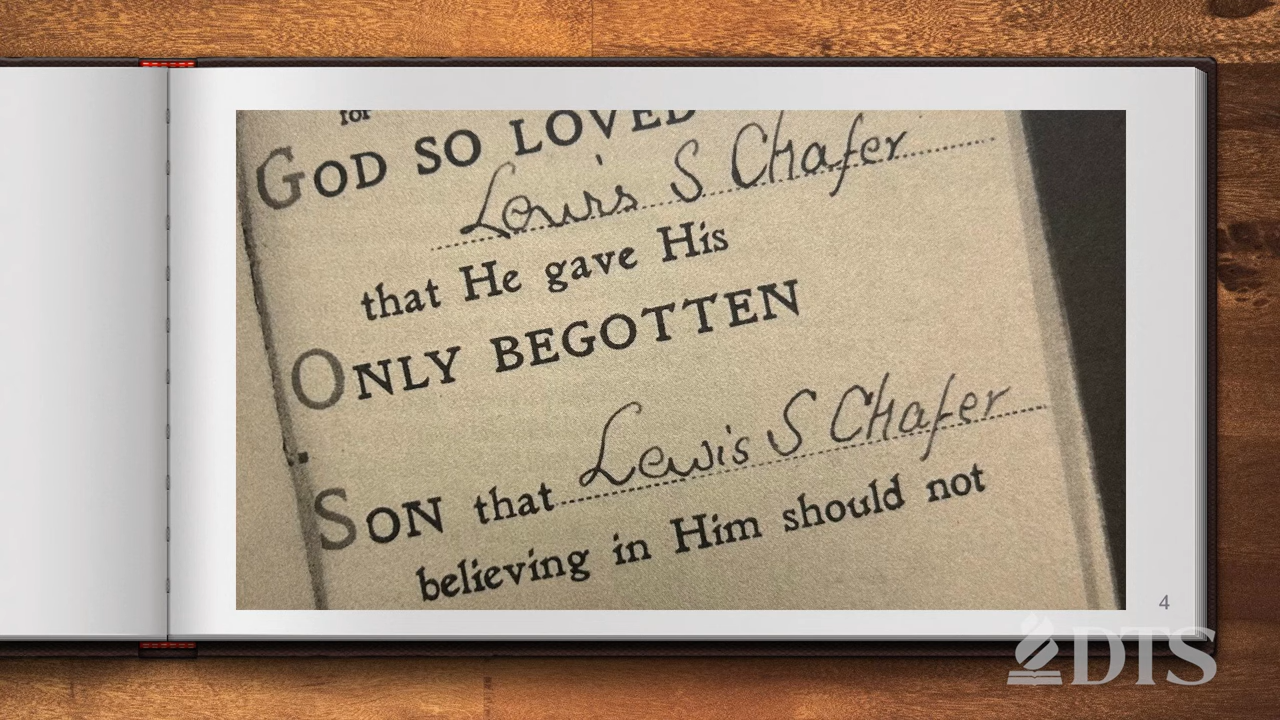 for
GOD SO LOVED
Louis S Chafer
that He gave His
ONLY BEGOTTEN
SON that Lewis S Chafer
believing in Him should not
4
DTS